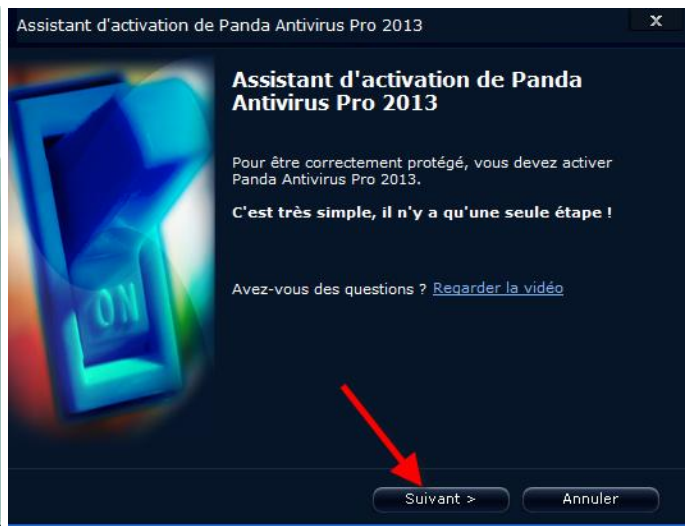 Assistant d'activation de Panda Antivirus Pro 2013
x
Assistant d'activation de Panda
Antivirus Pro 2013
Pour être correctement protégé, vous devez activer
Panda Antivirus Pro 2013.
C'est très simple, il n'y a qu'une seule étape !
Avez-vous des questions ? Regarder la vidéo
ON
Suivant >
Annuler